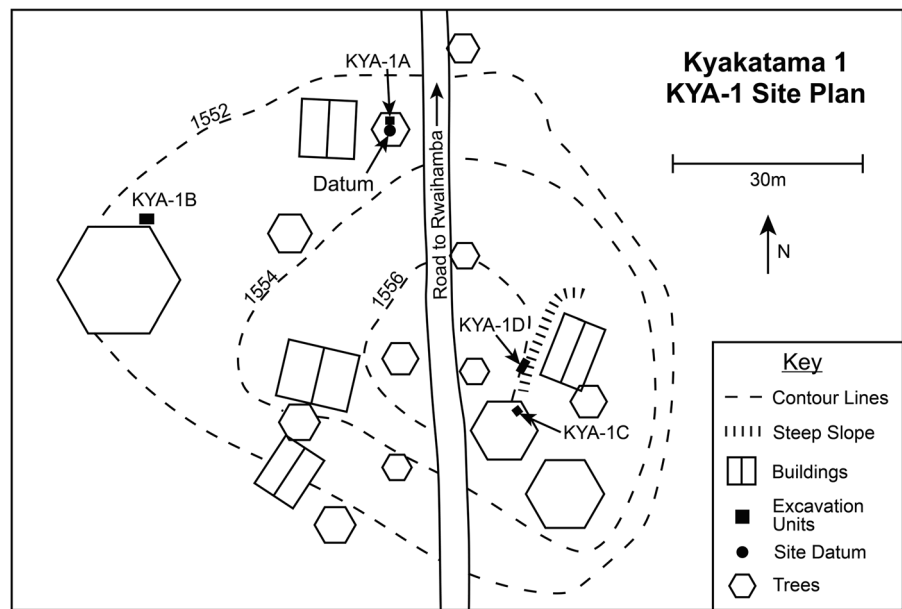 Kyakatama 1
KYA-1 Site Plan
30m
N
KYA-1A
1552
Datum
KYA-1B
Road to Rwaihamba
1554
1556
KYA-1D
KYA-1C
Key
Contour Lines
Steep Slope
Buildings
Excavation
Units
Site Datum
Trees